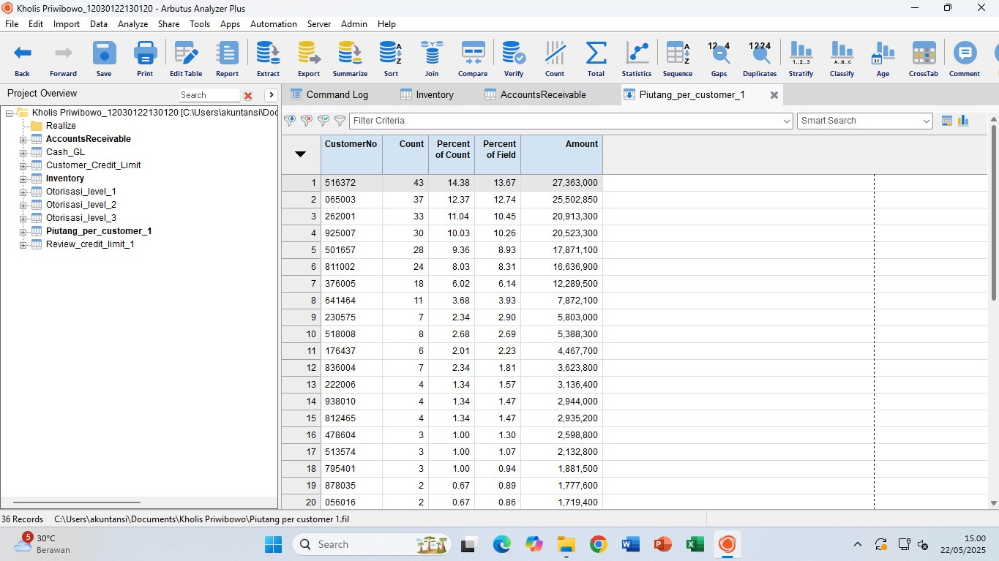 Kholis Priwibowo_12030122130120 - Arbutus Analyzer Plus
File Edit Import Data Analyze Share Tools Apps Automation Server Admin Help
12 4 1224
Back Forward Save Print Edit Table Report Extract Export Summarize Sort Join Compare Verify Count Total Statistics Sequence Gaps Duplicates Stratify Classify Age CrossTab Comment
Project Overview Search
Command Log Inventory AccountsReceivable Piutang_per_customer_1
Kholis Priwibowo_12030122130120 [C:\Users\akuntansi\Doc
Realize
AccountsReceivable
Cash_GL
Customer_Credit_Limit
Inventory
Otorisasi_level_1
Otorisasi_level_2
Otorisasi_level_3
Piutang_per_customer_1
Review_credit_limit_1
Filter Criteria Smart Search
CustomerNo Count Percent of Count Percent of Field Amount
1 516372 43 14.38 13.67 27,363,000
2 065003 37 12.37 12.74 25,502,850
3 262001 33 11.04 10.45 20,913,300
4 925007 30 10.03 10.26 20,523,300
5 501657 28 9.36 8.93 17,871,100
6 811002 24 8.03 8.31 16,636,900
7 376005 18 6.02 6.14 12,289,500
8 641464 11 3.68 3.93 7,872,100
9 230575 7 2.34 2.90 5,803,000
10 518008 8 2.68 2.69 5,388,300
11 176437 6 2.01 2.23 4,467,700
12 836004 7 2.34 1.81 3,623,800
13 222006 4 1.34 1.57 3,136,400
14 938010 4 1.34 1.47 2,944,000
15 812465 4 1.34 1.47 2,935,200
16 478604 3 1.00 1.30 2,598,800
17 513574 3 1.00 1.07 2,132,800
18 795401 3 1.00 0.94 1,881,500
19 878035 2 0.67 0.89 1,777,600
20 056016 2 0.67 0.86 1,719,400
36 Records C:\Users\akuntansi\Documents\Kholis Priwibowo\Piutang per customer 1.fil
5 30°C
Berawan
Search
15.00
22/05/2025